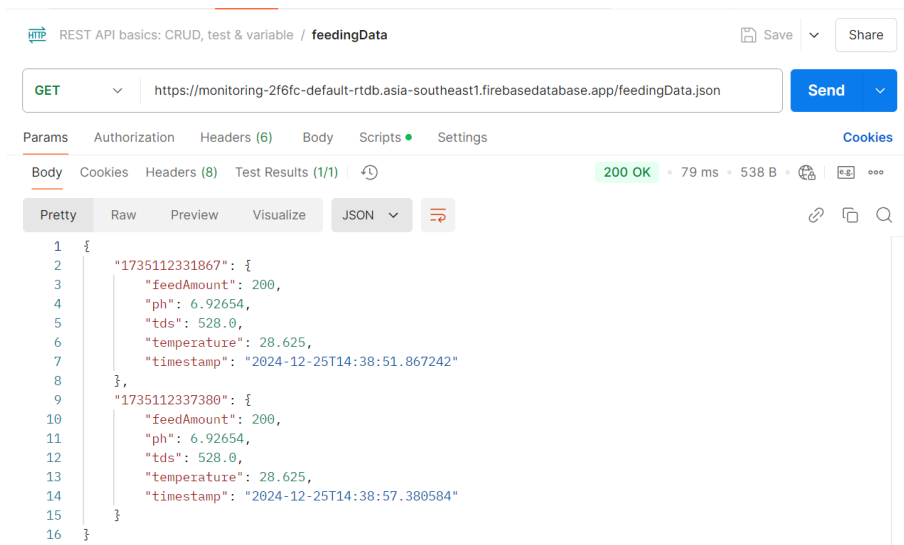 HTTP REST API basics: CRUD, test & variable / feedingData Save Share
GET https://monitoring-2f6fc-default-rtdb.asia-southeast1.firebasedatabase.app/feedingData.json Send
Params Authorization Headers (6) Body Scripts Settings Cookies
Body Cookies Headers (8) Test Results (1/1) 200 OK 79 ms 538 B e.g.
Pretty Raw Preview Visualize JSON
1 {
2 "1735112331867": {
3 "feedAmount": 200,
4 "ph": 6.92654,
5 "tds": 528.0,
6 "temperature": 28.625,
7 "timestamp": "2024-12-25T14:38:51.867242"
8 },
9 "1735112337380": {
10 "feedAmount": 200,
11 "ph": 6.92654,
12 "tds": 528.0,
13 "temperature": 28.625,
14 "timestamp": "2024-12-25T14:38:57.380584"
15 }
16 }